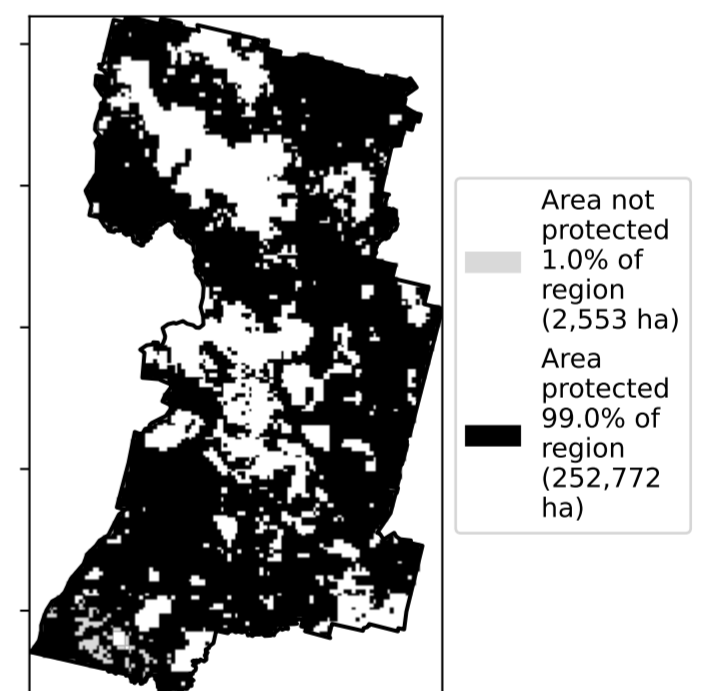 Area not
protected
1.0% of
region
(2,553 ha)
Area
protected
99.0% of
region
(252,772
ha)